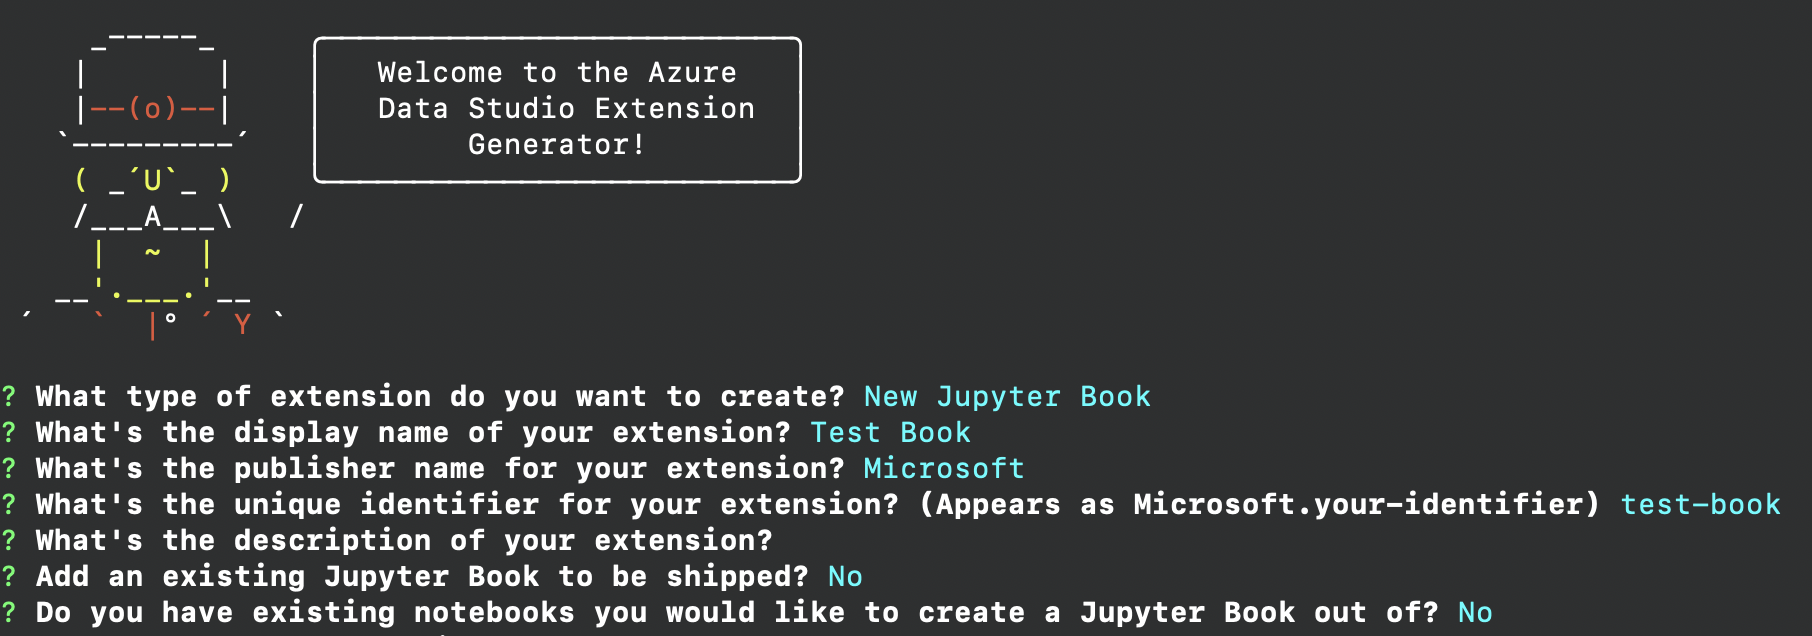 Welcome to the Azure
Data Studio Extension
Generator!
? What type of extension do you want to create? New Jupyter Book
? What's the display name of your extension? Test Book
? What's the publisher name for your extension? Microsoft
? What's the unique identifier for your extension? (Appears as Microsoft.your-identifier) test-book
? What's the description of your extension?
? Add an existing Jupyter Book to be shipped? No
? Do you have existing notebooks you would like to create a Jupyter Book out of? No